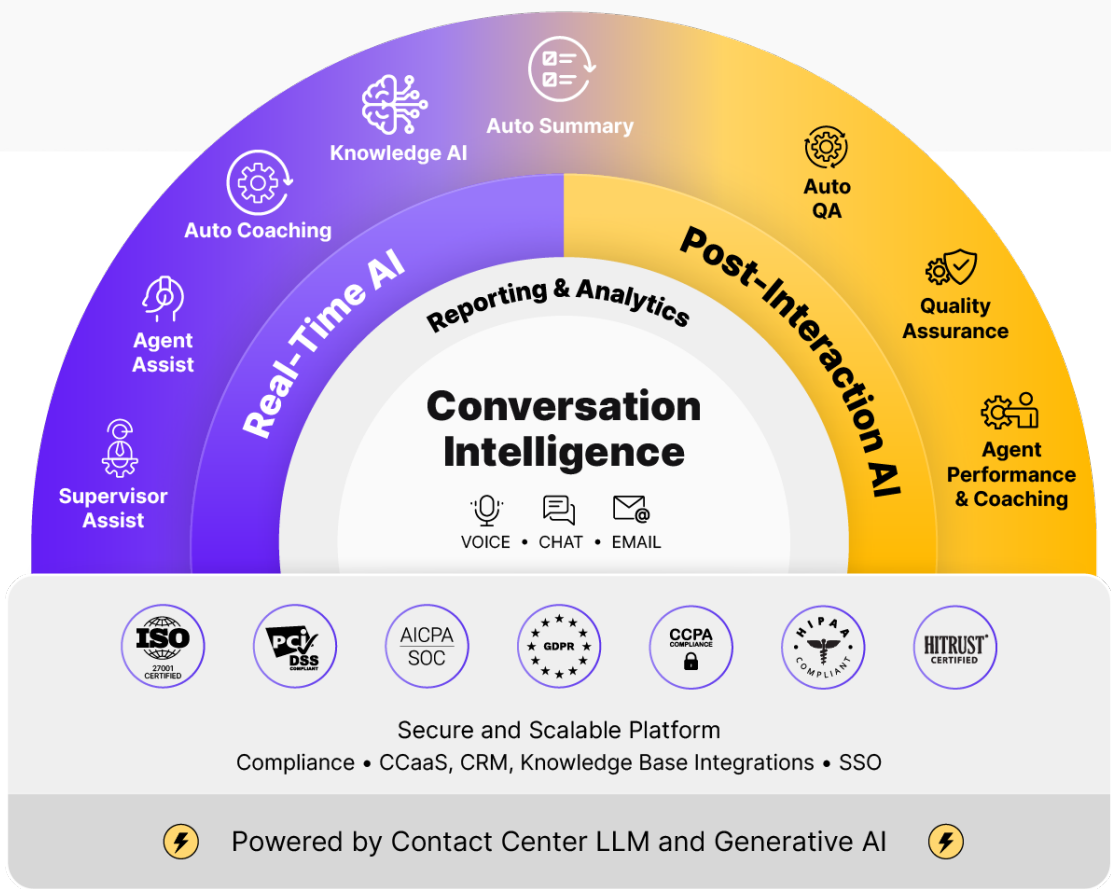 Auto Summary
Knowledge AI
Auto Coaching
Agent
Assist
Supervisor
Assist
Auto
QA
Quality
Assurance
Agent
Performance
& Coaching
Real-Time AI
Post-Interaction AI
Reporting & Analytics
Conversation
Intelligence
@
VOICE • CHAT • EMAIL
ISO
27001
CERTIFIED
PCI
DSS
COMPLIANT
AICPA
SOC
GDPR
CCPA
COMPLIANCE
HIPAA
COMPLIANT
HITRUST
CERTIFIED
Secure and Scalable Platform
Compliance • CCaaS, CRM, Knowledge Base Integrations • SSO
Powered by Contact Center LLM and Generative AI